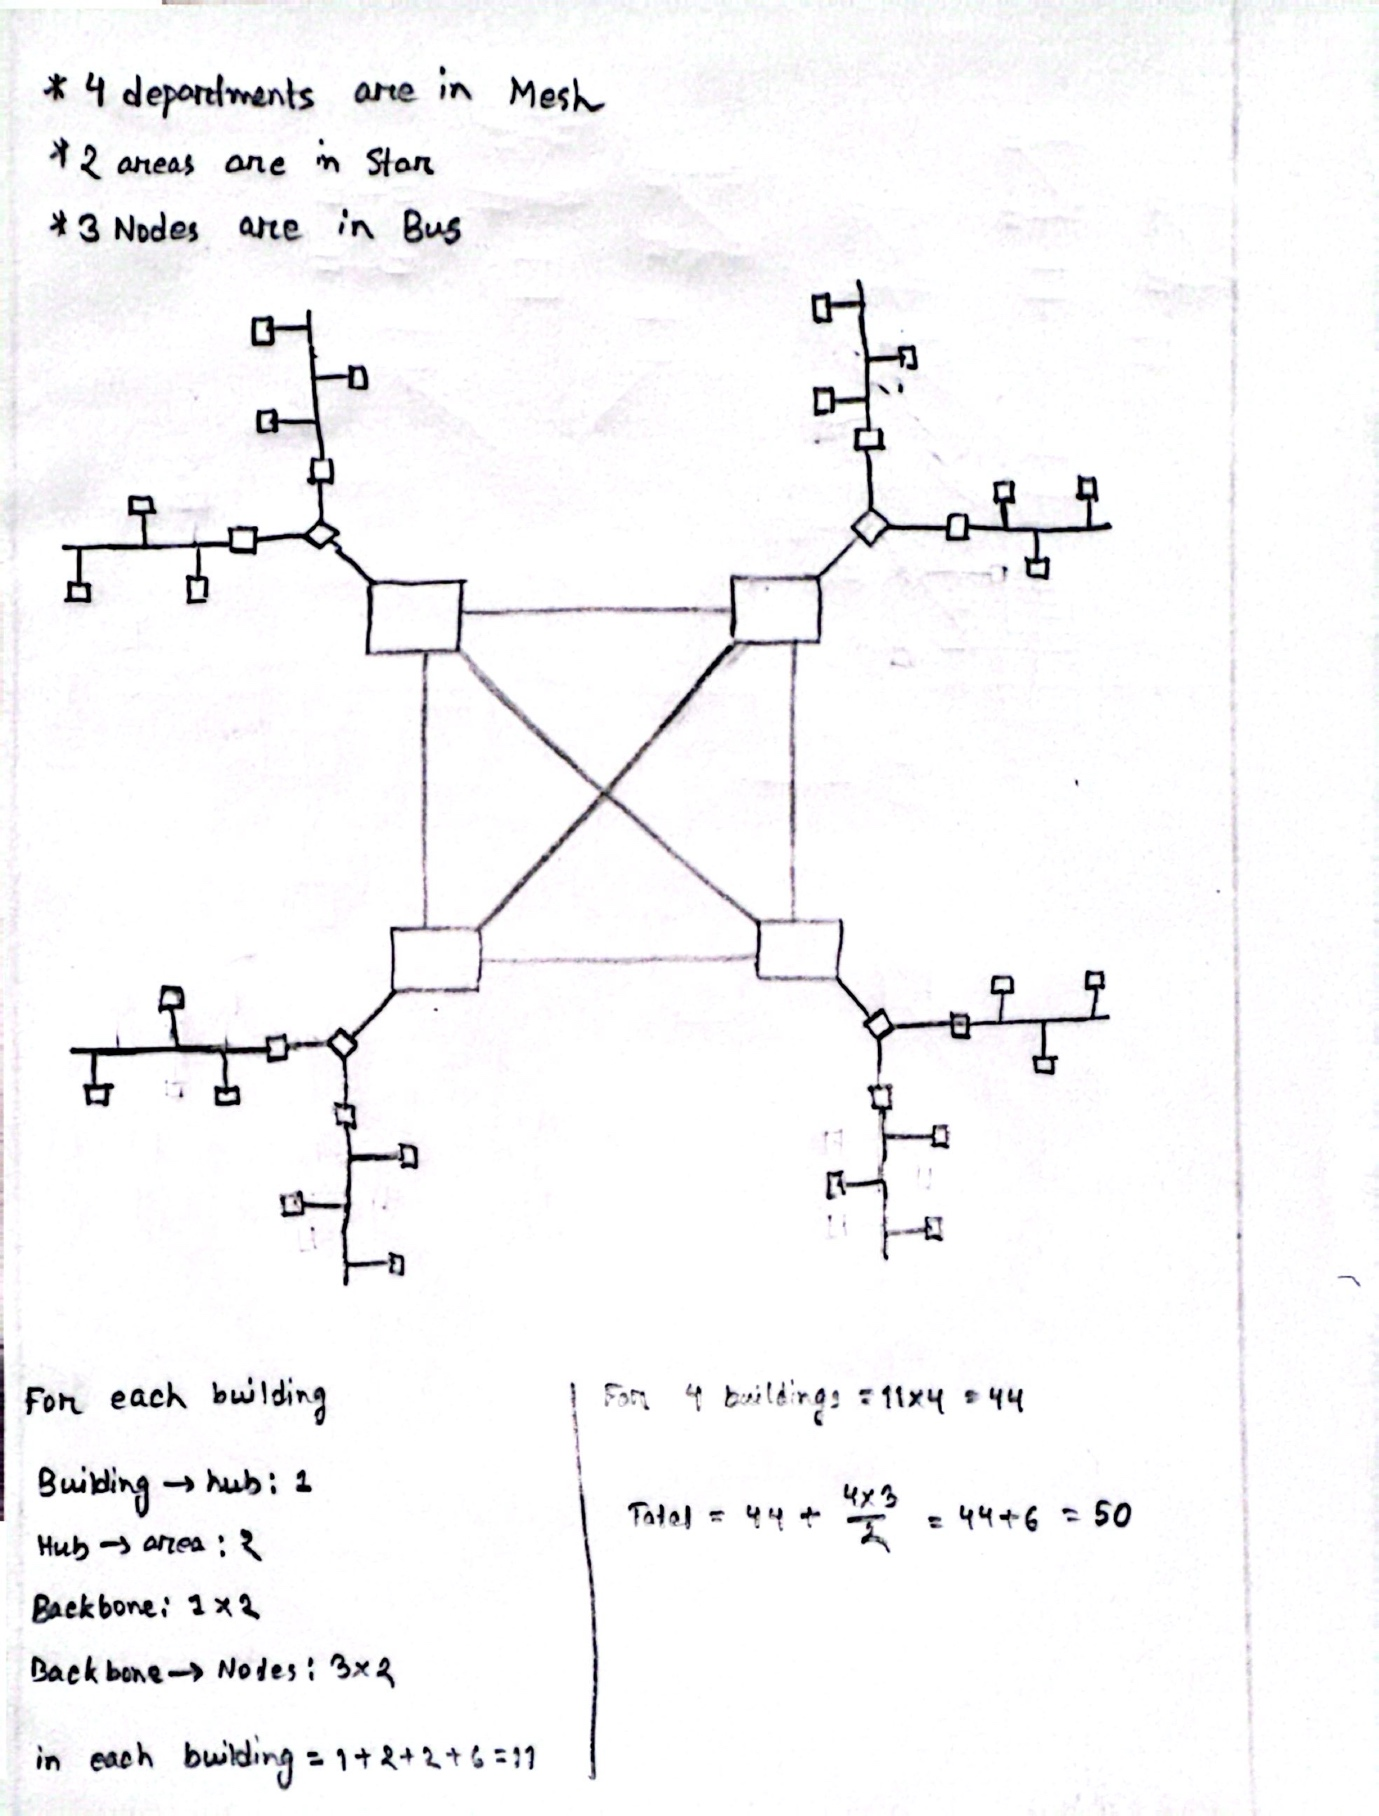 * 4 departments are in Mesh
* 2 areas are in Star
* 3 Nodes are in Bus
For each building
Building → hub: 1
Hub → area: 2
Backbone: 1×2
Backbone → Nodes: 3×2
in each building = 1+2+2+6=11
For 4 buildings = 11×4 = 44
Total = 44 + 4×3/2 = 44+6 = 50